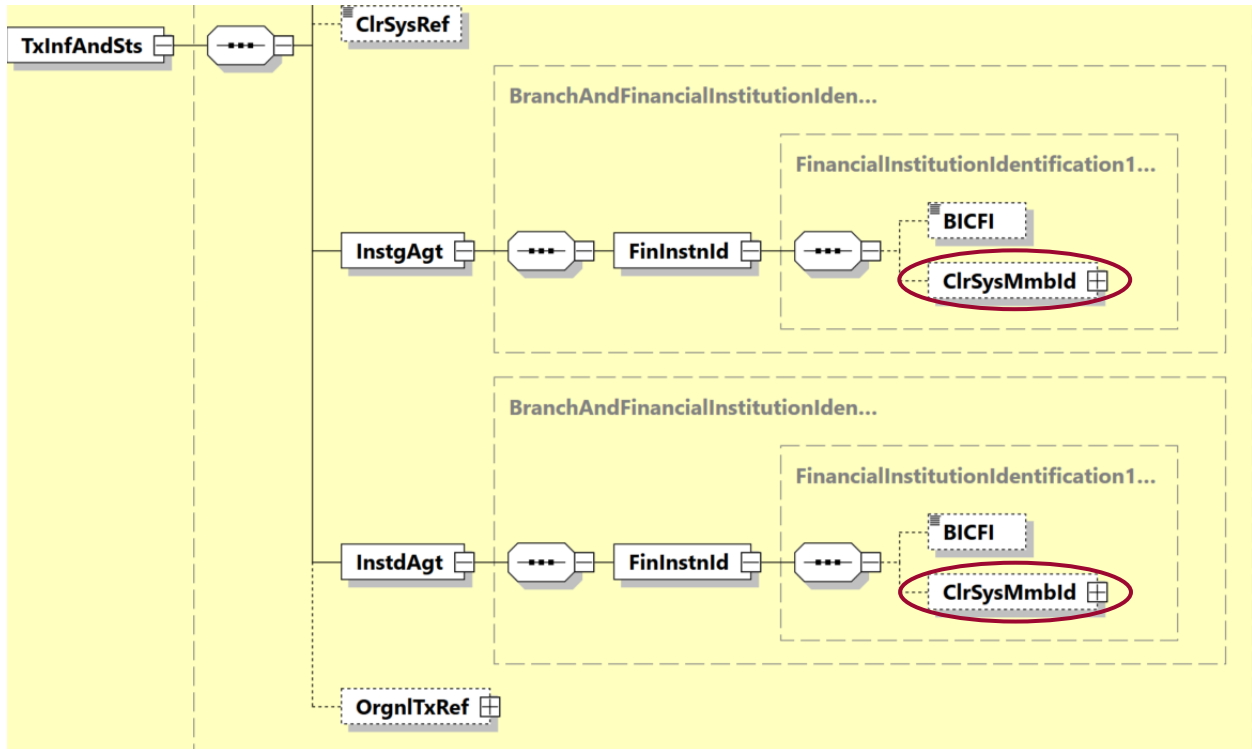 ClrSysRef
TxInfAndSts
BranchAndFinancialInstitutionIden...
FinancialInstitutionIdentification1...
BICFI
InstgAgt
FinInstnId
ClrSysMmbId
BranchAndFinancialInstitutionIden...
FinancialInstitutionIdentification1...
BICFI
InstdAgt
FinInstnId
ClrSysMmbId
OrgnlTxRef